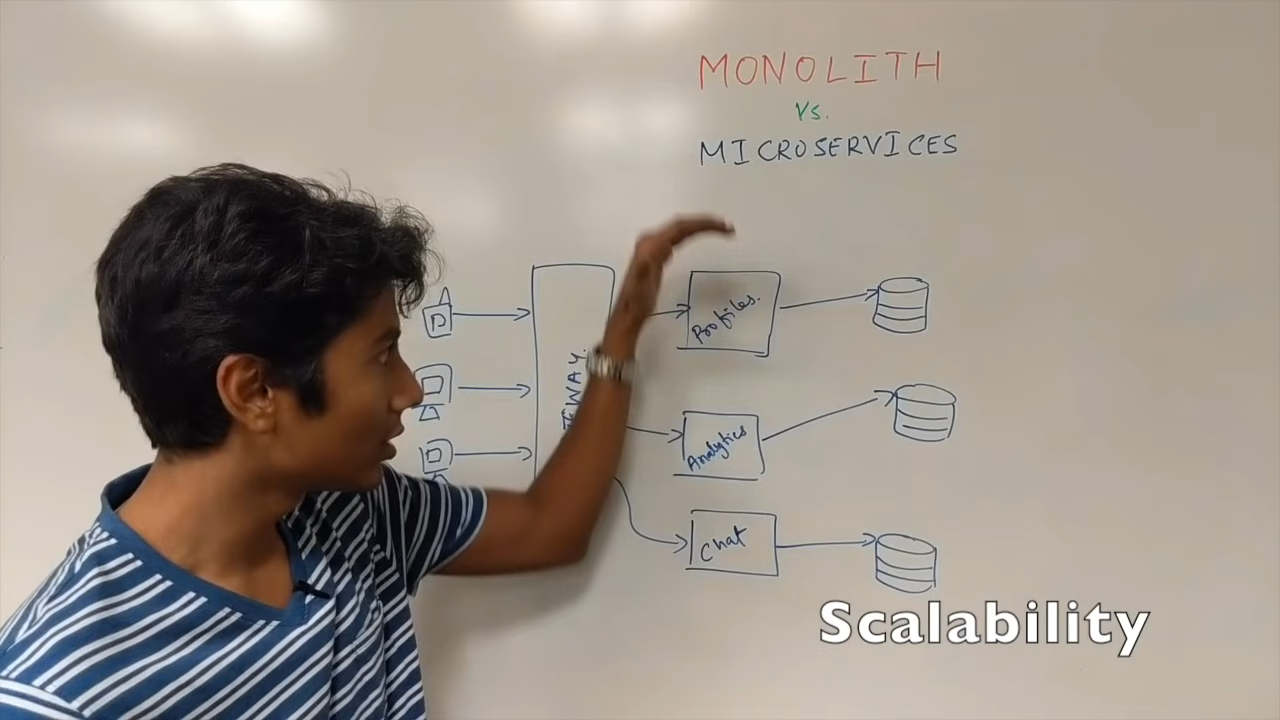 MONOLITH
Vs.
MICROSERVICES
Profiles.
Analytics
Chat
Scalability